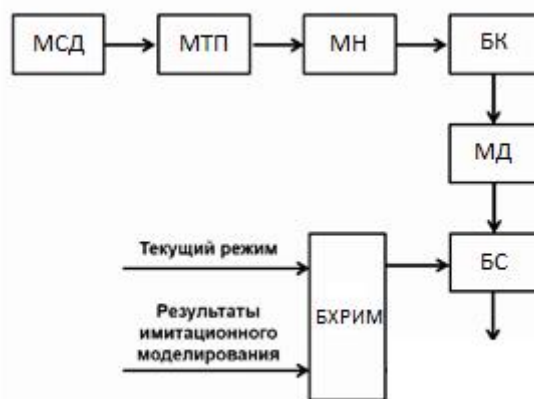 МСД
МТП
МН
БК
МД
Текущий режим
БС
Результаты
имитационного
моделирования
БХРИМ